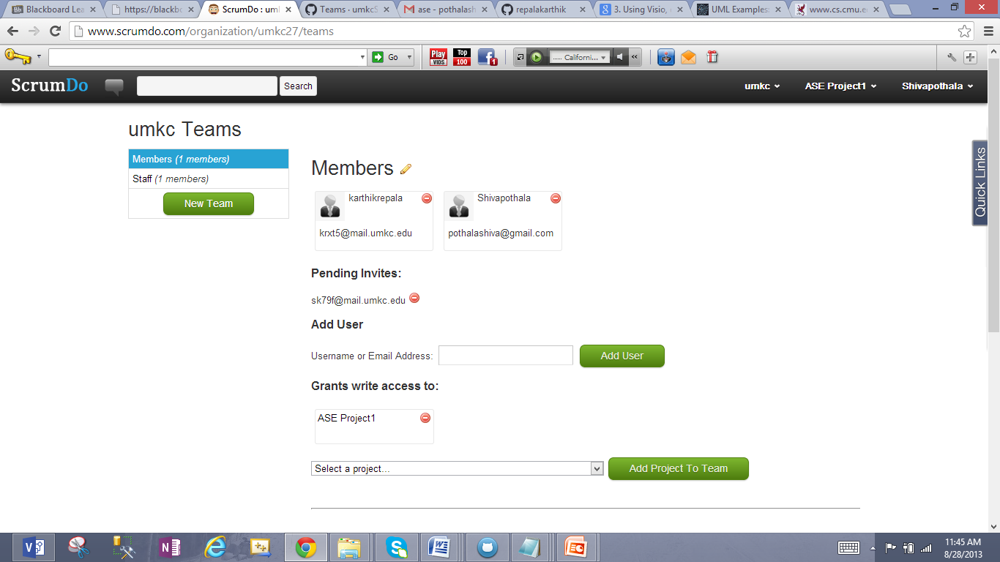 Blackboard Lea
https://blackbo
ScrumDo : uml
Teams · umkcS
ase - pothalash
repalakarthik
3. Using Visio,
UML Examples:
www.cs.cmu.e
www.scrumdo.com/organization/umkc27/teams
Go
Play VIDS
Top 100
1
..... Californi...
ScrumDo
Search
umkc
ASE Project1
Shivapothala
umkc Teams
Members (1 members)
Staff (1 members)
New Team
Members
karthikrepala
krxt5@mail.umkc.edu
Shivapothala
pothalashiva@gmail.com
Pending Invites:
sk79f@mail.umkc.edu
Add User
Username or Email Address:
Add User
Grants write access to:
ASE Project1
Select a project...
Add Project To Team
Quick Links
11:45 AM
8/28/2013